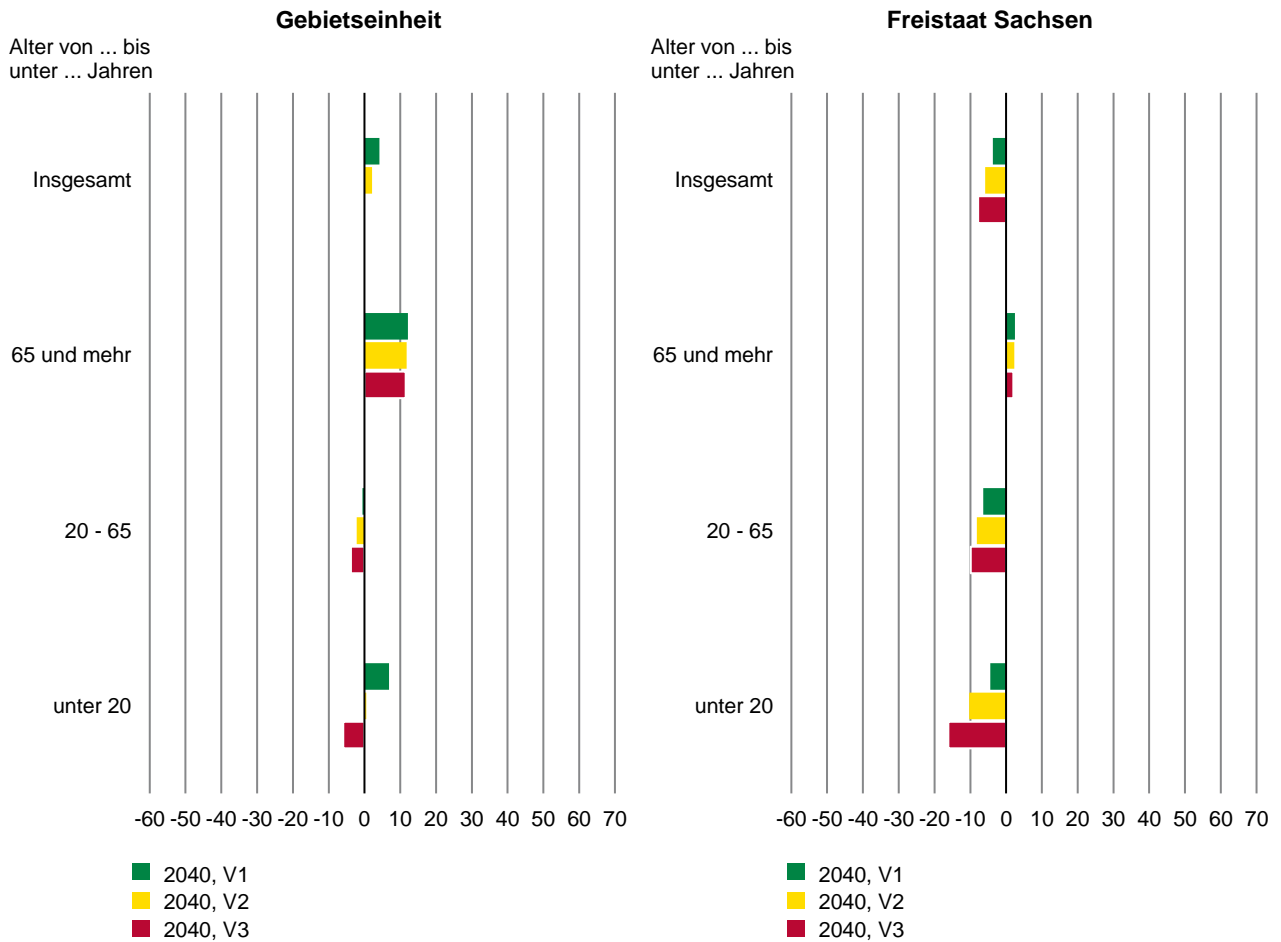 Gebietseinheit
Alter von ... bis
unter ... Jahren
Insgesamt
65 und mehr
20 - 65
unter 20
-60 -50 -40 -30 -20 -10 0 10 20 30 40 50 60 70
2040, V1
2040, V2
2040, V3
Freistaat Sachsen
Alter von ... bis
unter ... Jahren
Insgesamt
65 und mehr
20 - 65
unter 20
-60 -50 -40 -30 -20 -10 0 10 20 30 40 50 60 70
2040, V1
2040, V2
2040, V3